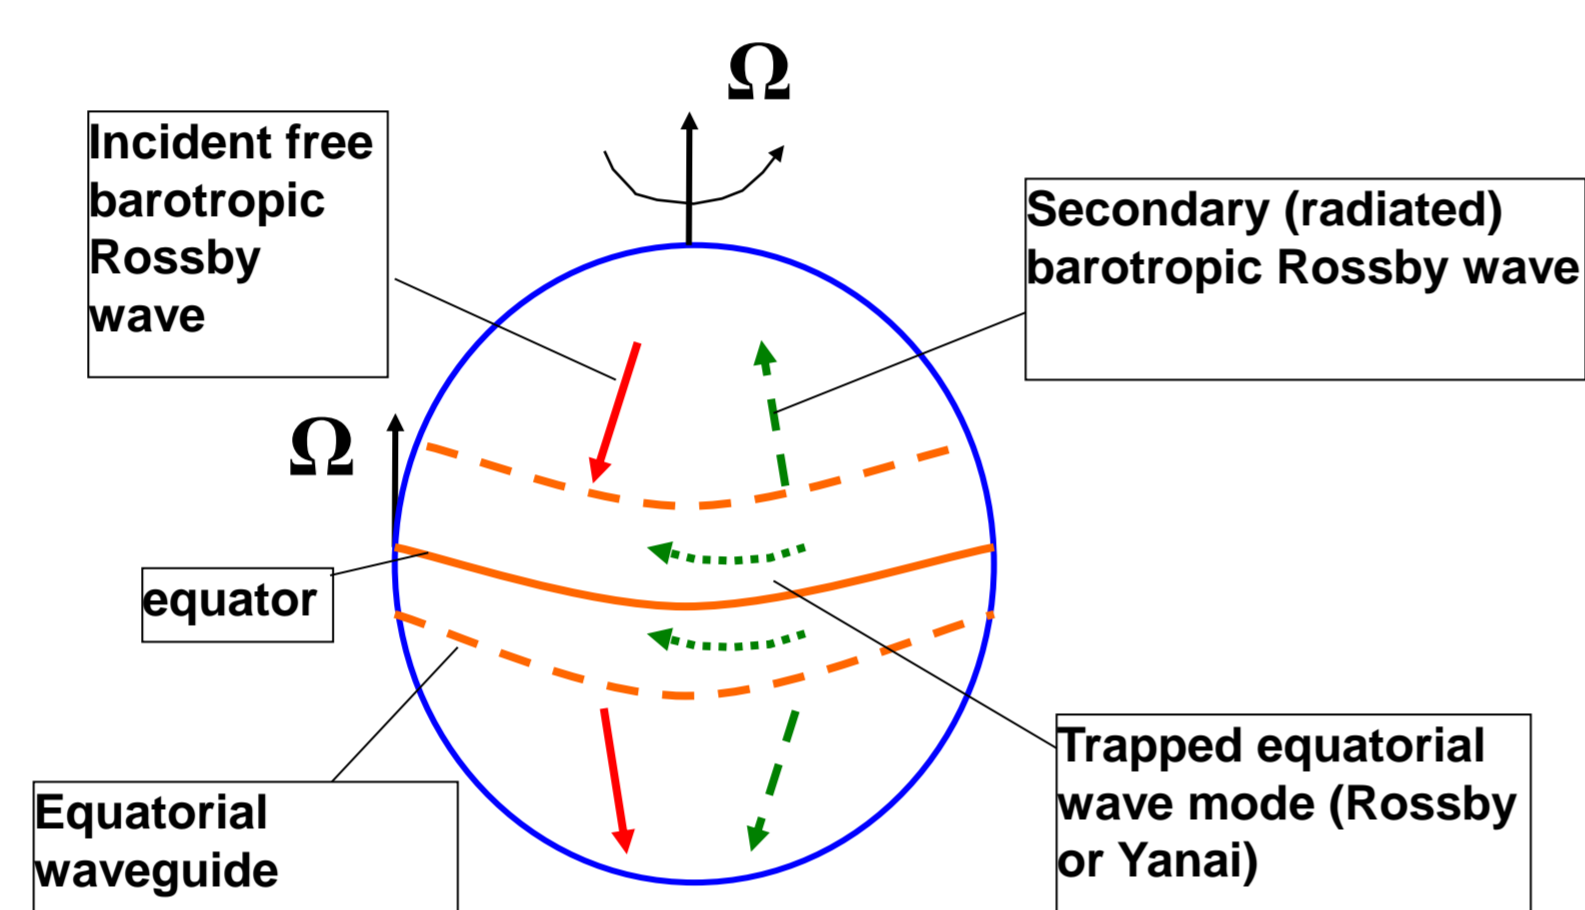 Ω
Incident free
barotropic
Rossby
wave
Secondary (radiated)
barotropic Rossby wave
Ω
equator
Equatorial
waveguide
Trapped equatorial
wave mode (Rossby
or Yanai)